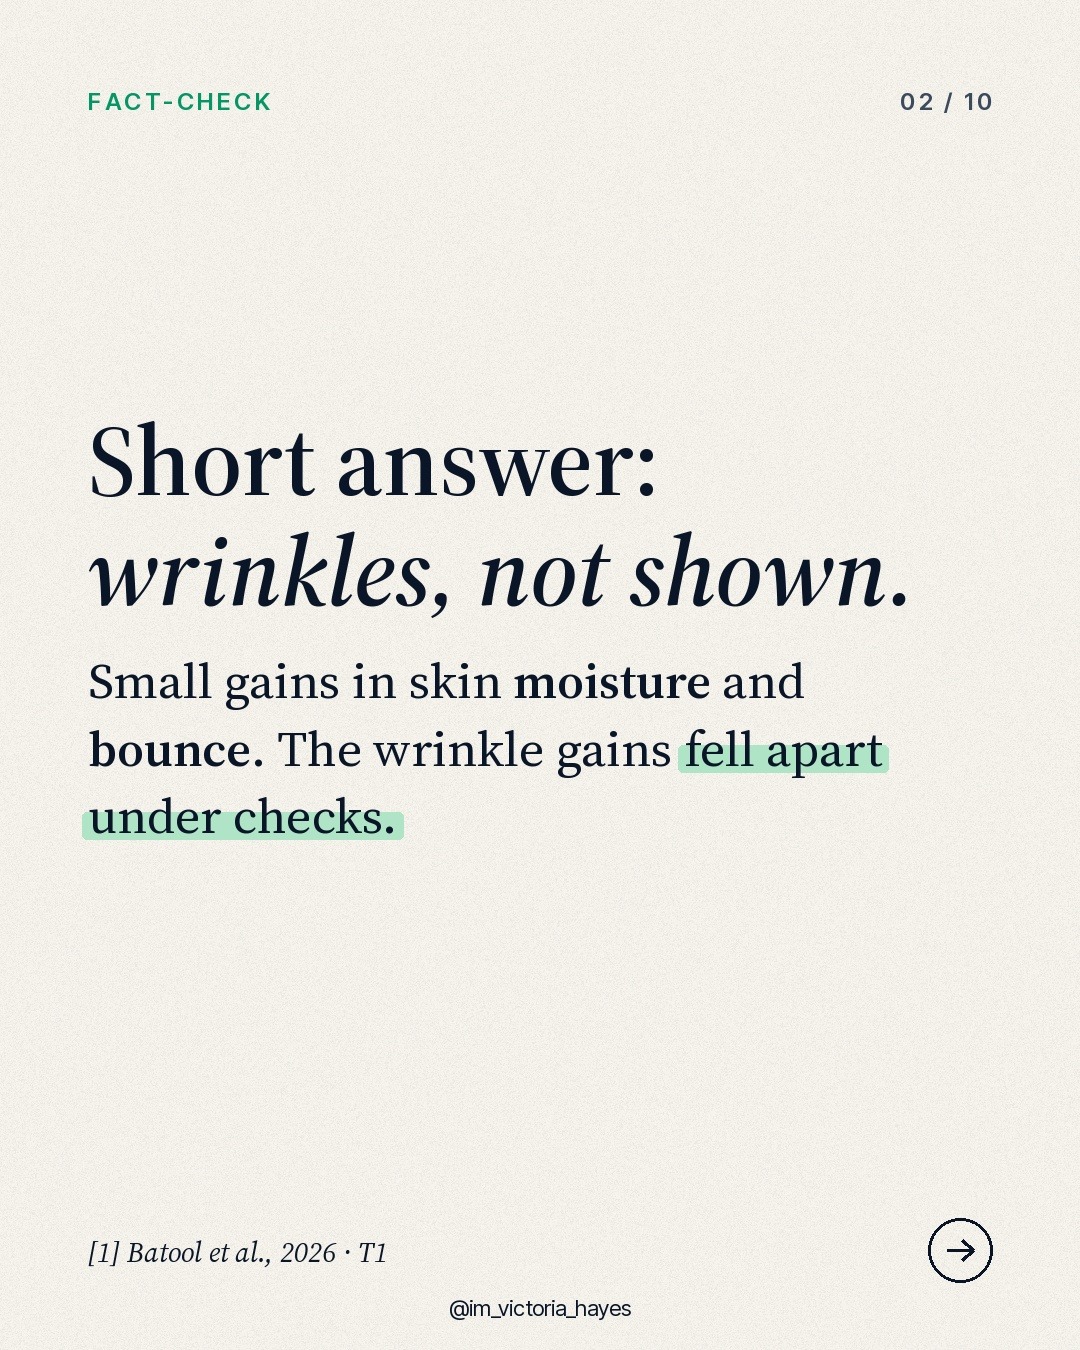 FACT-CHECK
02 / 10
Short answer:
wrinkles, not shown.
Small gains in skin moisture and
bounce. The wrinkle gains fell apart
under checks.
[1] Batool et al., 2026 · T1
@im_victoria_hayes